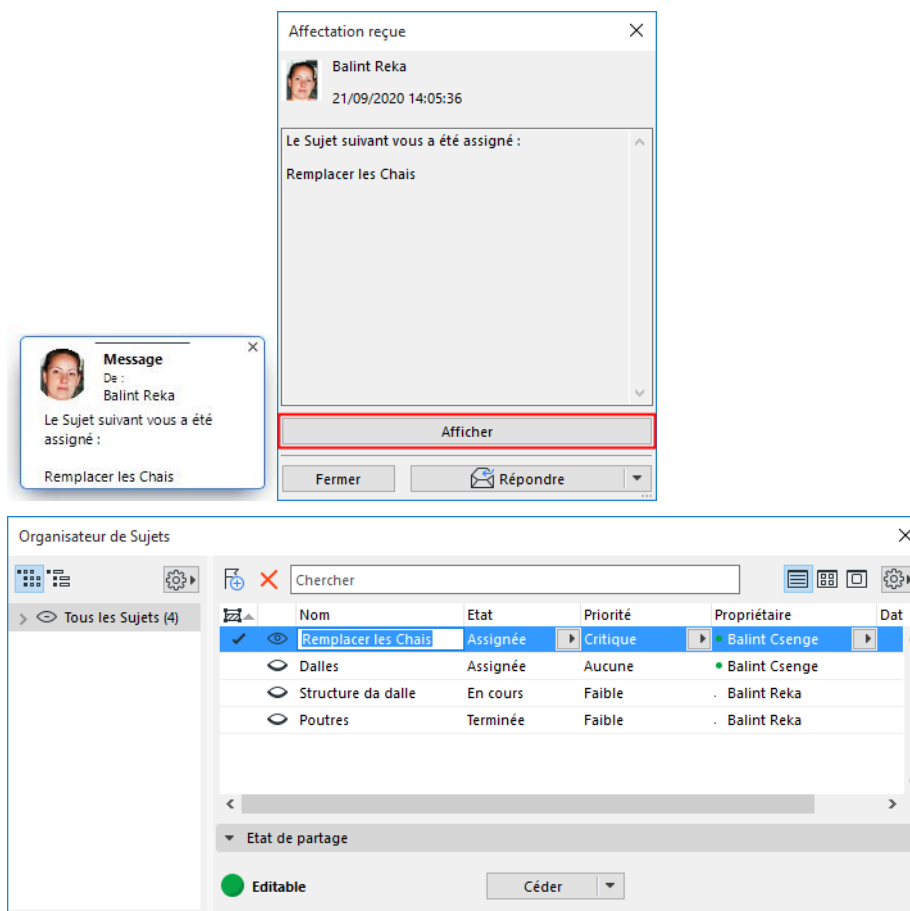 Affectation reçue
Balint Reka
21/09/2020 14:05:36
Le Sujet suivant vous a été assigné :
Remplacer les Chais
Afficher
Fermer
Répondre
Message
De :
Balint Reka
Le Sujet suivant vous a été
assigné :
Remplacer les Chais
Organisateur de Sujets
Chercher
Tous les Sujets (4)
Nom Etat Priorité Propriétaire Dat
Remplacer les Chais Assignée Critique Balint Csenge
Dalles Assignée Aucune Balint Csenge
Structure da dalle En cours Faible Balint Reka
Poutres Terminée Faible Balint Reka
Etat de partage
Editable
Céder